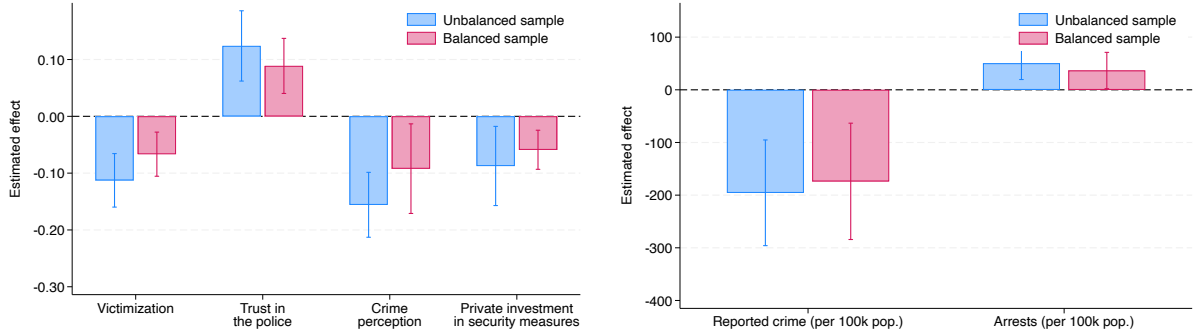 Unbalanced sample
Balanced sample
Estimated effect
0.10
0.00
-0.10
-0.20
-0.30
Victimization
Trust in
the police
Crime
perception
Private investment
in security measures
Unbalanced sample
Balanced sample
Estimated effect
100
0
-100
-200
-300
-400
Reported crime (per 100k pop.)
Arrests (per 100k pop.)